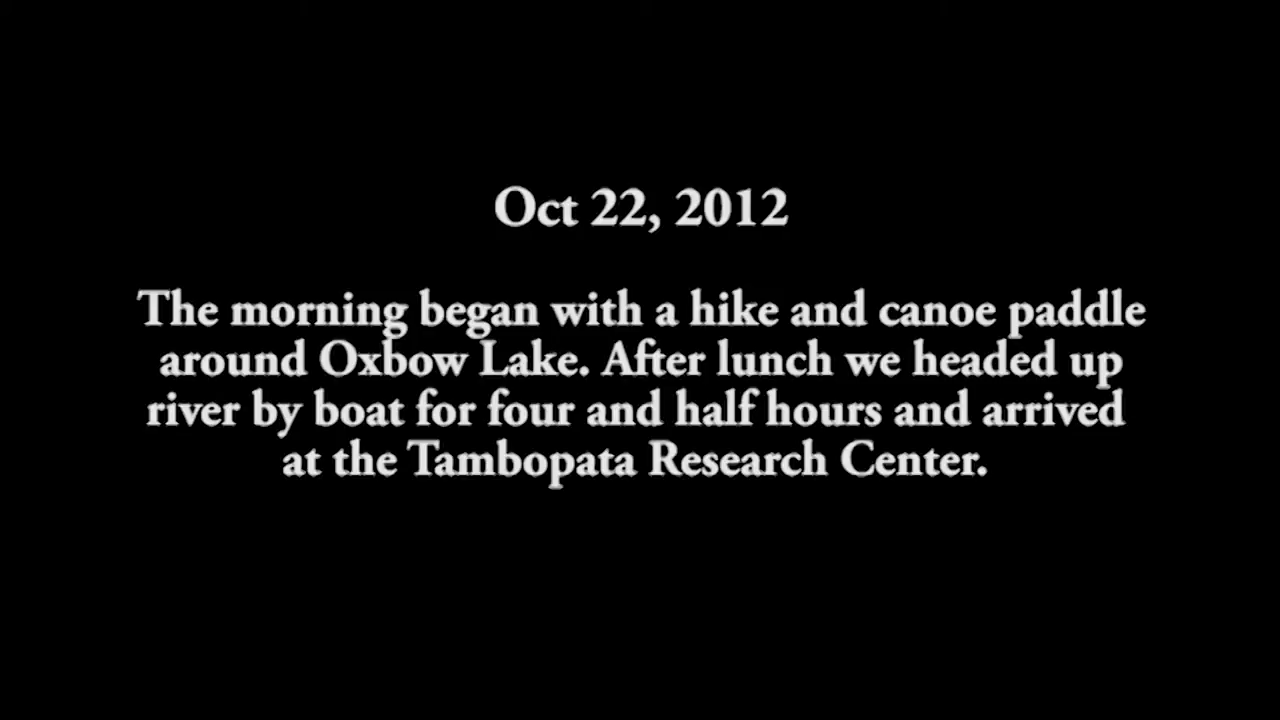 Oct 22, 2012
The morning began with a hike and canoe paddle
around Oxbow Lake. After lunch we headed up
river by boat for four and half hours and arrived
at the Tambopata Research Center.